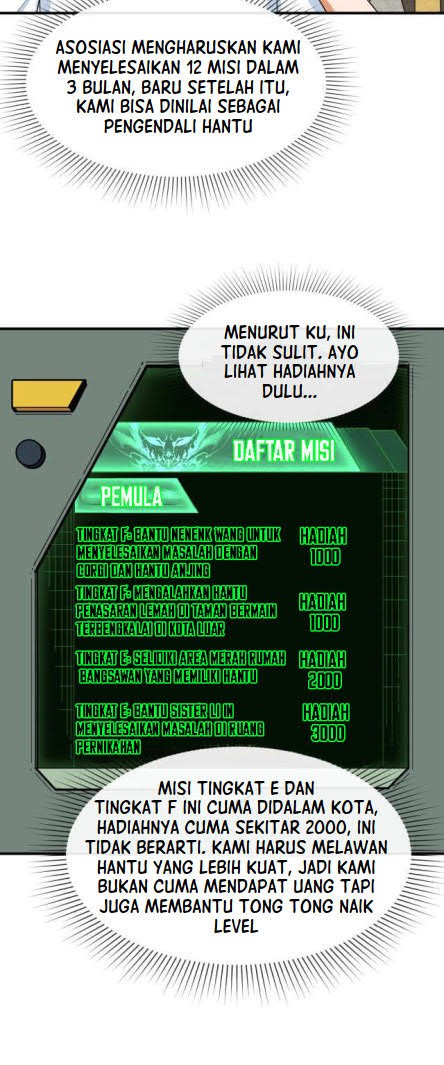 ASOSIASI MENGHARUSKAN KAMI
MENYELESAIKAN 12 MISI DALAM
3 BULAN, BARU SETELAH ITU,
KAMI BISA DINILAI SEBAGAI
PENGENDALI HANTU
MENURUT KU, INI
TIDAK SULIT. AYO
LIHAT HADIAHNYA
DULU...
DAFTAR MISI
PEMULA
TINGKAT F: BANTU NENENK WANG UNTUK
MENYELESAIKAN MASALAH DENGAN
CORGI DAN HANTU ANJING
HADIAH
1000
TINGKAT F: MENGALAHKAN HANTU
PENASARAN LEMAH DI TAMAN BERMAIN
TERBENGKALAI DI KOTA LUAR
HADIAH
1000
TINGKAT E: SELIDIKI AREA MERAH RUMAH
BANGSAWAN YANG MEMILIKI HANTU
HADIAH
2000
TINGKAT E: BANTU SISTER LI IN
MENYELESAIKAN MASALAH DI RUANG
PERNIKAHAN
HADIAH
3000
MISI TINGKAT E DAN
TINGKAT F INI CUMA DIDALAM KOTA,
HADIAHNYA CUMA SEKITAR 2000, INI
TIDAK BERARTI. KAMI HARUS MELAWAN
HANTU YANG LEBIH KUAT, JADI KAMI
BUKAN CUMA MENDAPAT UANG TAPI
JUGA MEMBANTU TONG TONG NAIK
LEVEL